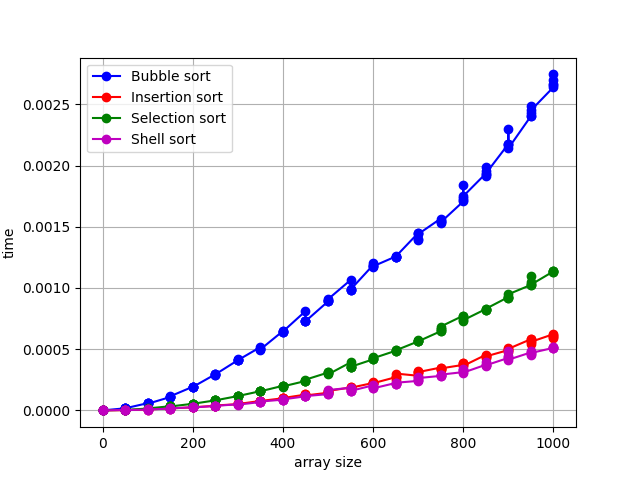 Bubble sort
Insertion sort
Selection sort
Shell sort
0.0025
0.0020
0.0015
0.0010
0.0005
0.0000
time
0 200 400 600 800 1000
array size